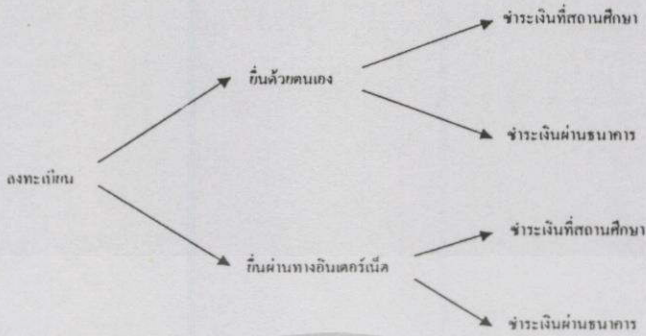 ชำระเงินที่สถานศึกษา
ยื่นด้วยตนเอง
ชำระเงินผ่านธนาคาร
ลงทะเบียน
ชำระเงินที่สถานศึกษา
ยื่นผ่านทางอินเตอร์เน็ต
ชำระเงินผ่านธนาคาร